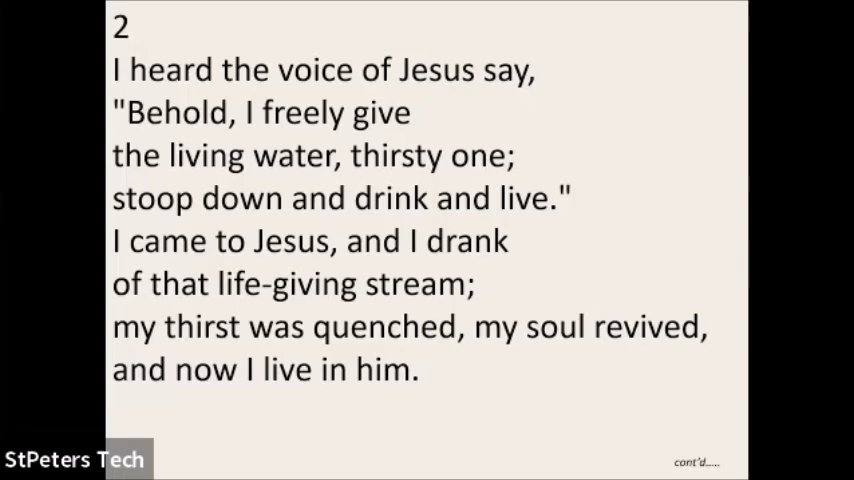 2
I heard the voice of Jesus say,
"Behold, I freely give
the living water, thirsty one;
stoop down and drink and live."
I came to Jesus, and I drank
of that life-giving stream;
my thirst was quenched, my soul revived,
and now I live in him.
cont'd.....
StPeters Tech